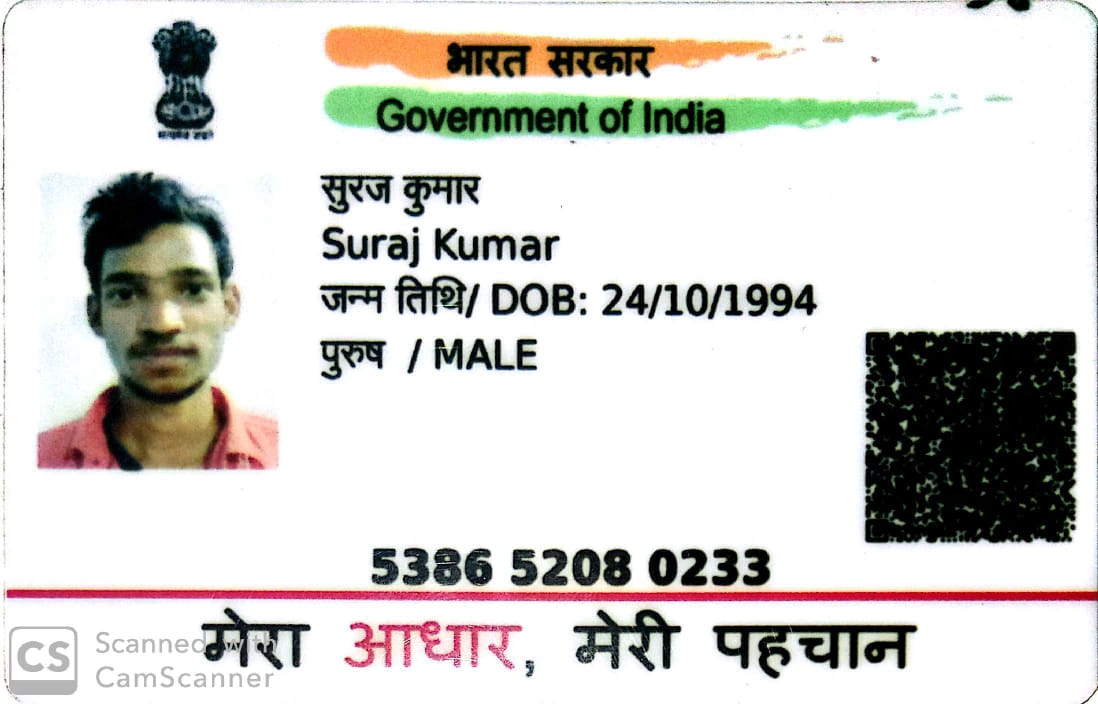 भारत सरकार
Government of India
सुरज कुमार
Suraj Kumar
जन्म तिथि/ DOB: 24/10/1994
पुरुष / MALE
5386 5208 0233
मेरा आधार, मेरी पहचान
CS Scanned with
CamScanner